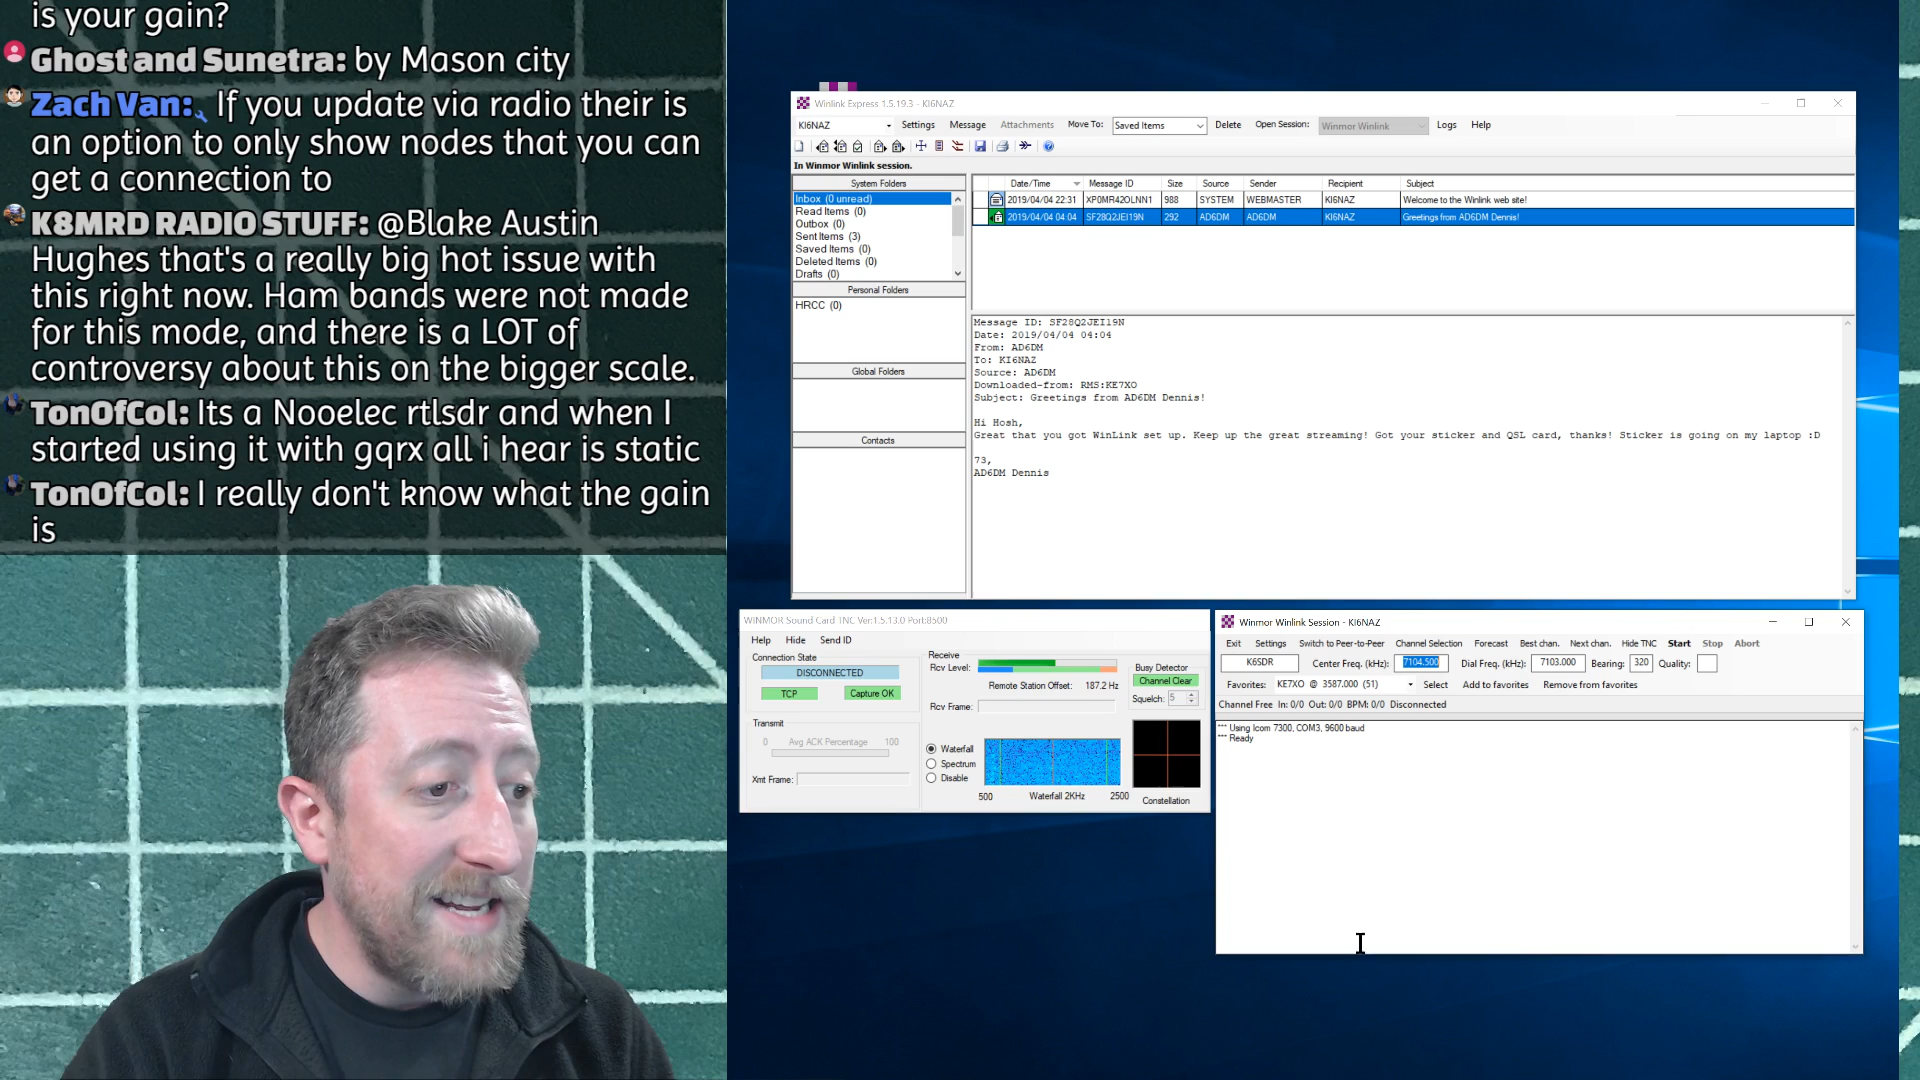 is your gain?
Ghost and Sunetra: by Mason city
Zach Van: If you update via radio their is
an option to only show nodes that you can
get a connection to
K8MRD RADIO STUFF: @Blake Austin
Hughes that's a really big hot issue with
this right now. Ham bands were not made
for this mode, and there is a LOT of
controversy about this on the bigger scale.
TonOfCol: Its a Nooelec rtlsdr and when I
started using it with gqrx all i hear is static
TonOfCol: I really don't know what the gain
is
Winlink Express 1.5.19.3 - KI6NAZ
KI6NAZ Settings Message Attachments Move To: Saved Items Delete Open Session: Winmor Winlink Logs Help
In Winmor Winlink session.
System Folders
Inbox (0 unread)
Read Items (0)
Outbox (0)
Sent Items (3)
Saved Items (0)
Deleted Items (0)
Drafts (0)
Personal Folders
HRCC (0)
Global Folders
Contacts
Date/Time Message ID Size Source Sender Recipient Subject
2019/04/04 22:31 XP0MR42OLNN1 988 SYSTEM WEBMASTER KI6NAZ Welcome to the Winlink web site!
2019/04/04 04:04 SF28Q2JEI19N 292 AD6DM AD6DM KI6NAZ Greetings from AD6DM Dennis!
Message ID: SF28Q2JEI19N
Date: 2019/04/04 04:04
From: AD6DM
To: KI6NAZ
Source: AD6DM
Downloaded-from: RMS:KE7XO
Subject: Greetings from AD6DM Dennis!
Hi Hosh,
Great that you got WinLink set up. Keep up the great streaming! Got your sticker and QSL card, thanks! Sticker is going on my laptop :D
73,
AD6DM Dennis
WINMOR Sound Card TNC Ver:1.5.13.0 Port:8500
Help Hide Send ID
Connection State
DISCONNECTED
TCP Capture OK
Transmit
0 Avg ACK Percentage 100
Xmt Frame:
Receive
Rcv Level:
Remote Station Offset: 187.2 Hz
Rcv Frame:
Waterfall
Spectrum
Disable
500 Waterfall 2KHz 2500
Busy Detector
Channel Clear
Squelch: 5
Constellation
Winmor Winlink Session - KI6NAZ
Exit Settings Switch to Peer-to-Peer Channel Selection Forecast Best chan. Next chan. Hide TNC Start Stop Abort
K6SDR Center Freq. (kHz): 7104.500 Dial Freq. (kHz): 7103.000 Bearing: 320 Quality:
Favorites: KE7XO @ 3587.000 (51) Select Add to favorites Remove from favorites
Channel Free In: 0/0 Out: 0/0 BPM: 0/0 Disconnected
*** Using Icom 7300, COM3, 9600 baud
*** Ready